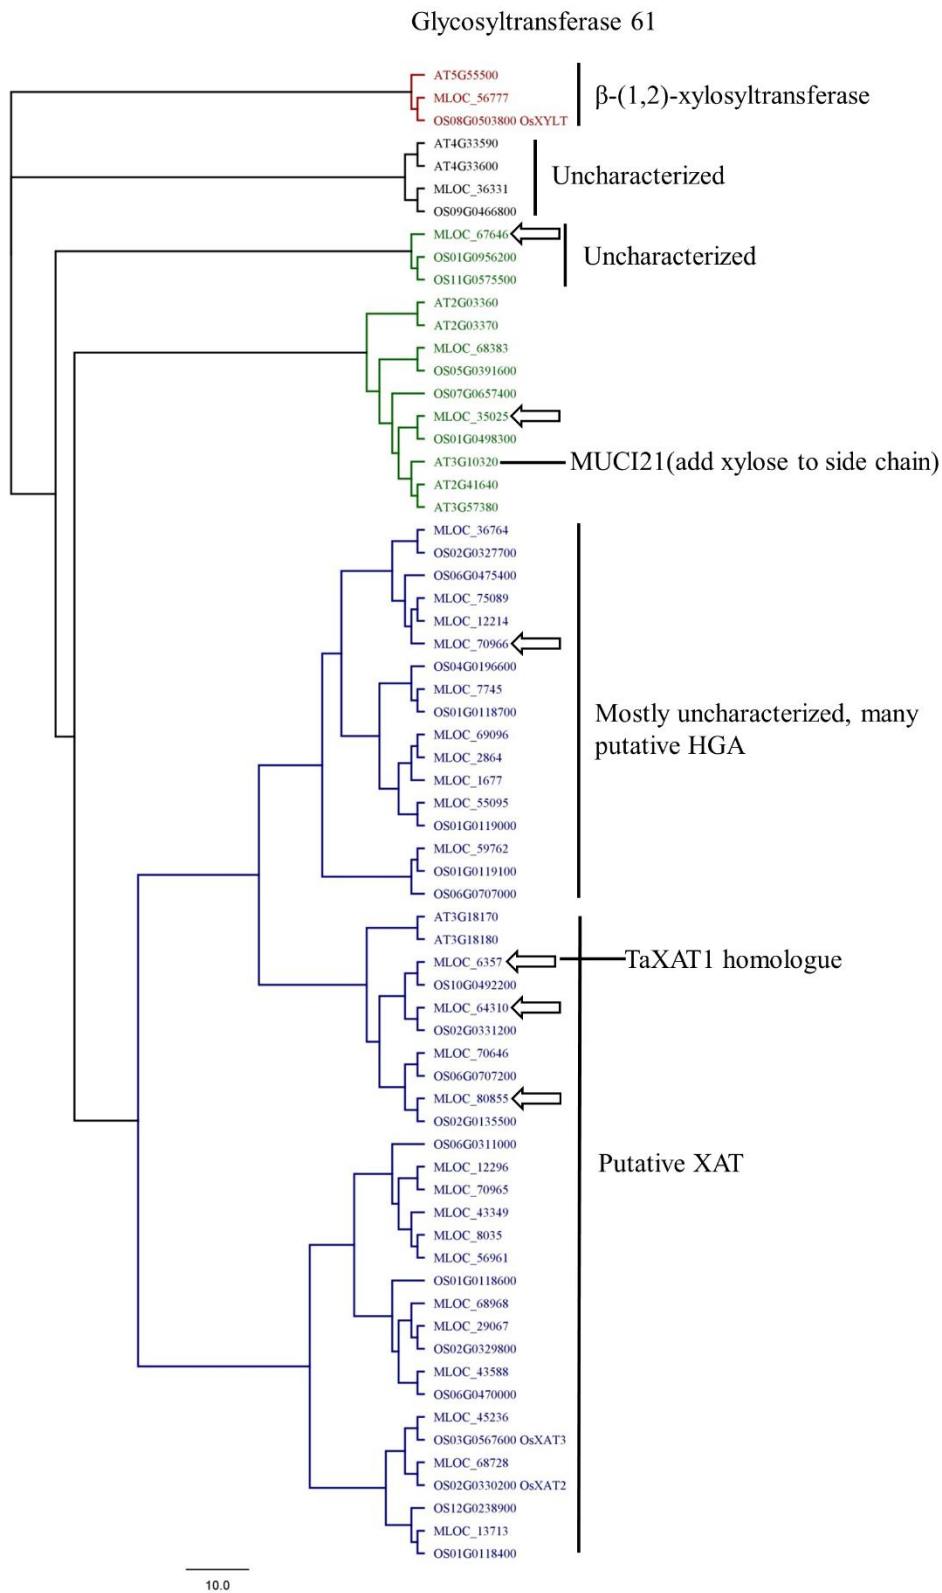 Glycosyltransferase 61
AT5G55500
MLOC_56777
OS08G0503800 OsXYLT
β-(1,2)-xylosyltransferase
AT4G33590
AT4G33600
MLOC_36331
OS09G0466800
Uncharacterized
MLOC_67646
OS01G0956200
OS11G0575500
Uncharacterized
AT2G03360
AT2G03370
MLOC_68383
OS05G0391600
OS07G0657400
MLOC_35025
OS01G0498300
AT3G10320
MUCI21(add xylose to side chain)
AT2G41640
AT3G57380
MLOC_36764
OS02G0327700
OS06G0475400
MLOC_75089
MLOC_12214
MLOC_70966
OS04G0196600
MLOC_7745
OS01G0118700
MLOC_69096
MLOC_2864
MLOC_1677
MLOC_55095
OS01G0119000
MLOC_59762
OS01G0119100
OS06G0707000
Mostly uncharacterized, many
putative HGA
AT3G18170
AT3G18180
MLOC_6357
TaXAT1 homologue
OS10G0492200
MLOC_64310
OS02G0331200
MLOC_70646
OS06G0707200
MLOC_80855
OS02G0135500
OS06G0311000
MLOC_12296
Putative XAT
MLOC_70965
MLOC_43349
MLOC_8035
MLOC_56961
OS01G0118600
MLOC_68968
MLOC_29067
OS02G0329800
MLOC_43588
OS06G0470000
MLOC_45236
OS03G0567600 OsXAT3
MLOC_68728
OS02G0330200 OsXAT2
OS12G0238900
MLOC_13713
OS01G0118400
10.0